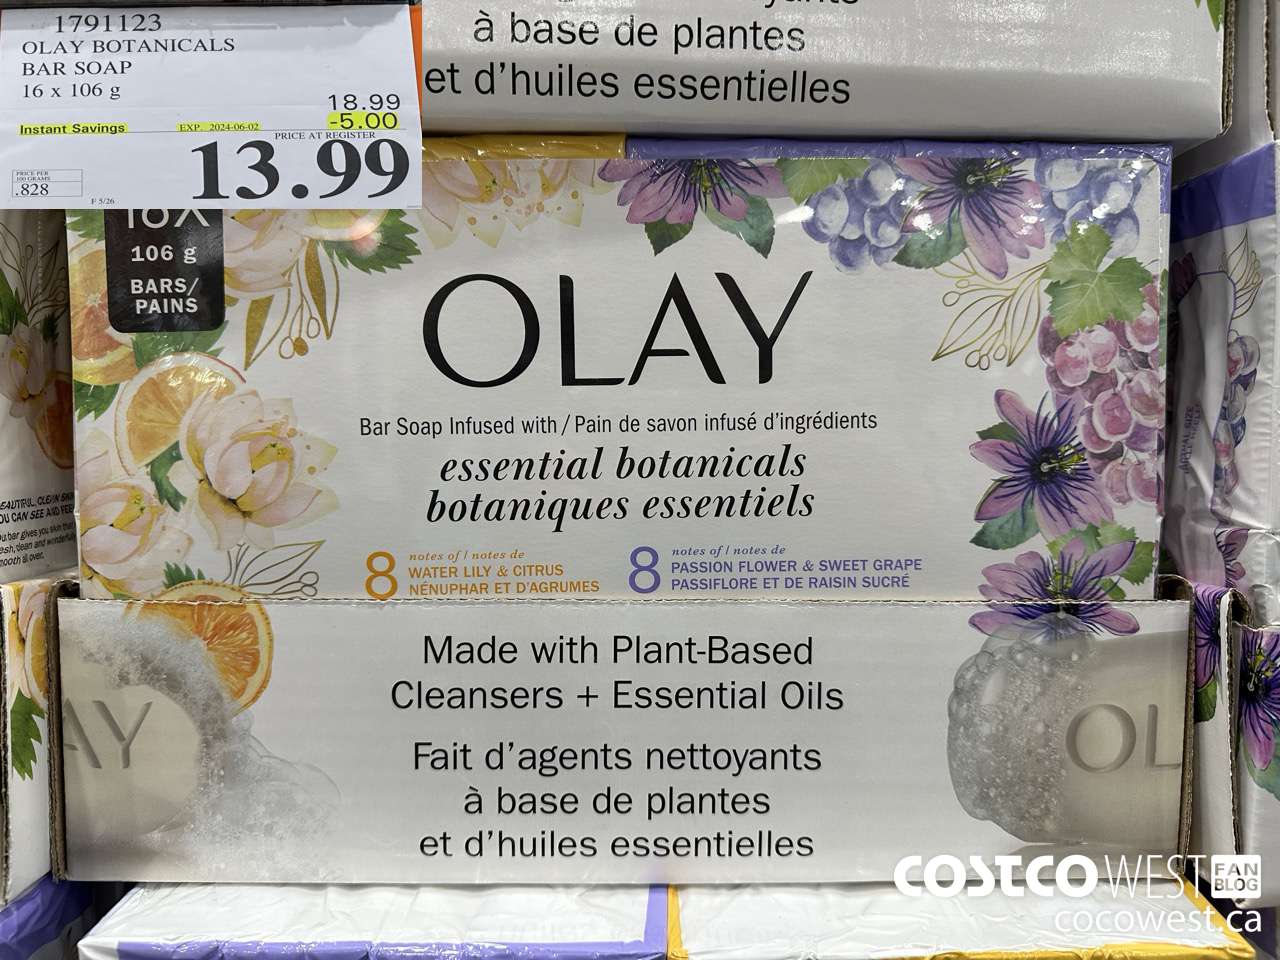 1791123
OLAY BOTANICALS
BAR SOAP
16 x 106 g
18.99
Instant Savings EXP. 2024-06-02 -5.00
PRICE AT REGISTER
13.99
PRICE PER
100 GRAMS
.828
F 5/26
à base de plantes
et d'huiles essentielles
16X
106 g
BARS/
PAINS
OLAY
Bar Soap Infused with / Pain de savon infusé d'ingrédients
essential botanicals
botaniques essentiels
8 notes of / notes de
WATER LILY & CITRUS
NÉNUPHAR ET D'AGRUMES
8 notes of / notes de
PASSION FLOWER & SWEET GRAPE
PASSIFLORE ET DE RAISIN SUCRÉ
Made with Plant-Based
Cleansers + Essential Oils
Fait d'agents nettoyants
à base de plantes
et d'huiles essentielles
AY
OL
COSTCO WEST FAN BLOG
cocowest.ca